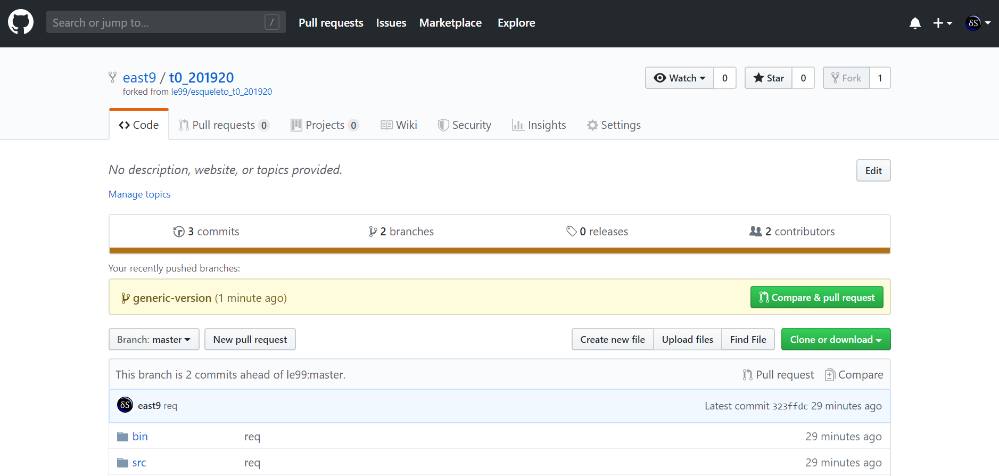 Search or jump to... / Pull requests Issues Marketplace Explore δS
east9 / t0_201920 Watch 0 Star 0 Fork 1
forked from le99/esqueleto_t0_201920
Code Pull requests 0 Projects 0 Wiki Security Insights Settings
No description, website, or topics provided. Edit
Manage topics
3 commits 2 branches 0 releases 2 contributors
Your recently pushed branches:
generic-version (1 minute ago) Compare & pull request
Branch: master New pull request Create new file Upload files Find File Clone or download
This branch is 2 commits ahead of le99:master. Pull request Compare
δS east9 req Latest commit 323ffdc 29 minutes ago
bin req 29 minutes ago
src req 29 minutes ago